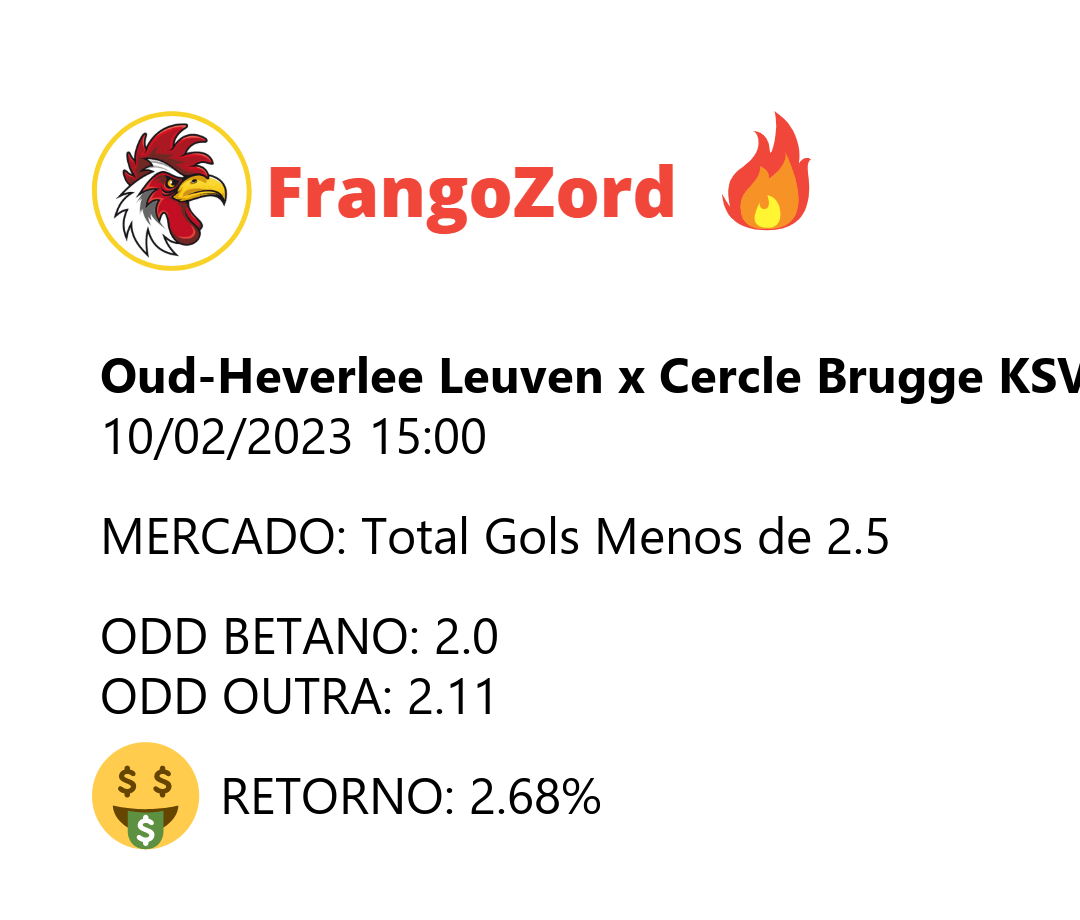 FrangoZord
Oud-Heverlee Leuven x Cercle Brugge KSV
10/02/2023 15:00
MERCADO: Total Gols Menos de 2.5
ODD BETANO: 2.0
ODD OUTRA: 2.11
RETORNO: 2.68%